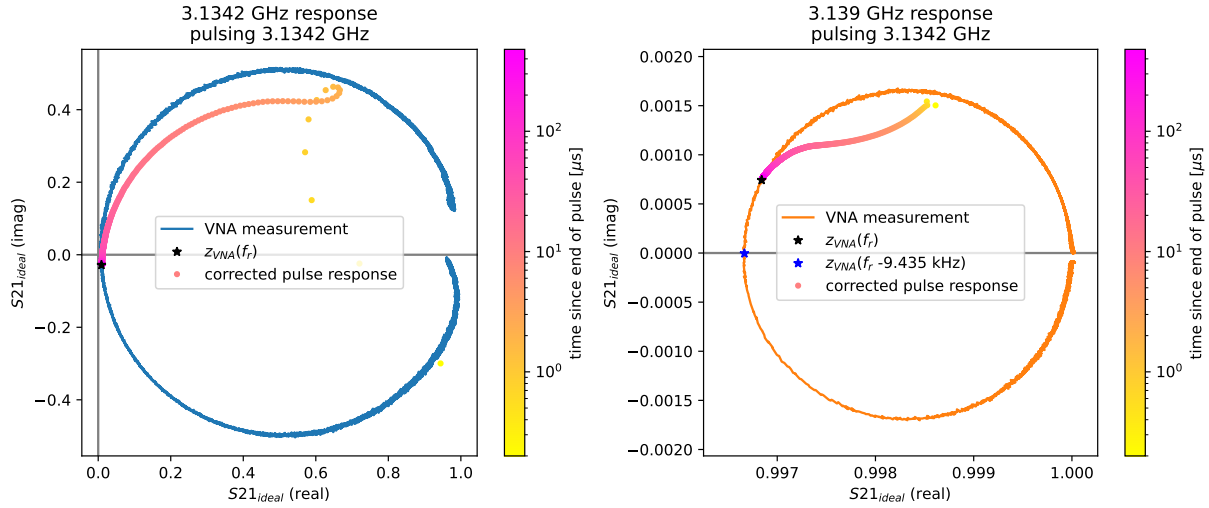 3.1342 GHz response
pulsing 3.1342 GHz
0.4
0.2
0.0
−0.2
−0.4
S21ideal (imag)
VNA measurement
zVNA(fr)
corrected pulse response
0.0
0.2
0.4
0.6
0.8
1.0
S21ideal (real)
10²
10¹
10⁰
time since end of pulse [μs]
3.139 GHz response
pulsing 3.1342 GHz
0.0020
0.0015
0.0010
0.0005
0.0000
−0.0005
−0.0010
−0.0015
−0.0020
S21ideal (imag)
VNA measurement
zVNA(fr)
zVNA(fr -9.435 kHz)
corrected pulse response
0.997
0.998
0.999
1.000
S21ideal (real)
10²
10¹
10⁰
time since end of pulse [μs]